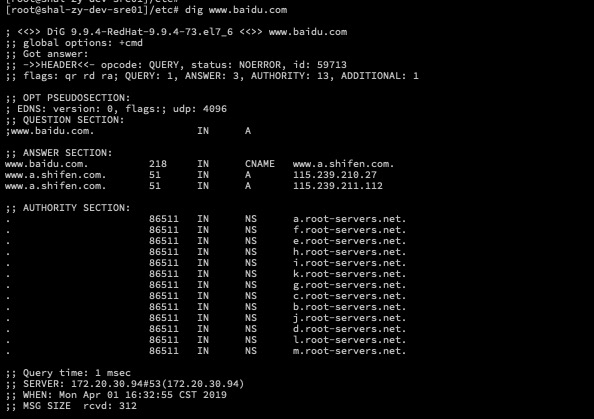 [root@shal-zy-dev-sre01]/etc#
[root@shal-zy-dev-sre01]/etc# dig www.baidu.com
; <<>> DiG 9.9.4-RedHat-9.9.4-73.el7_6 <<>> www.baidu.com
;; global options: +cmd
;; Got answer:
;; ->>HEADER<<- opcode: QUERY, status: NOERROR, id: 59713
;; flags: qr rd ra; QUERY: 1, ANSWER: 3, AUTHORITY: 13, ADDITIONAL: 1
;; OPT PSEUDOSECTION:
; EDNS: version: 0, flags:; udp: 4096
;; QUESTION SECTION:
;www.baidu.com. IN A
;; ANSWER SECTION:
www.baidu.com. 218 IN CNAME www.a.shifen.com.
www.a.shifen.com. 51 IN A 115.239.210.27
www.a.shifen.com. 51 IN A 115.239.211.112
;; AUTHORITY SECTION:
. 86511 IN NS a.root-servers.net.
. 86511 IN NS f.root-servers.net.
. 86511 IN NS e.root-servers.net.
. 86511 IN NS h.root-servers.net.
. 86511 IN NS i.root-servers.net.
. 86511 IN NS k.root-servers.net.
. 86511 IN NS g.root-servers.net.
. 86511 IN NS c.root-servers.net.
. 86511 IN NS b.root-servers.net.
. 86511 IN NS j.root-servers.net.
. 86511 IN NS d.root-servers.net.
. 86511 IN NS l.root-servers.net.
. 86511 IN NS m.root-servers.net.
;; Query time: 1 msec
;; SERVER: 172.20.30.94#53(172.20.30.94)
;; WHEN: Mon Apr 01 16:32:55 CST 2019
;; MSG SIZE rcvd: 312